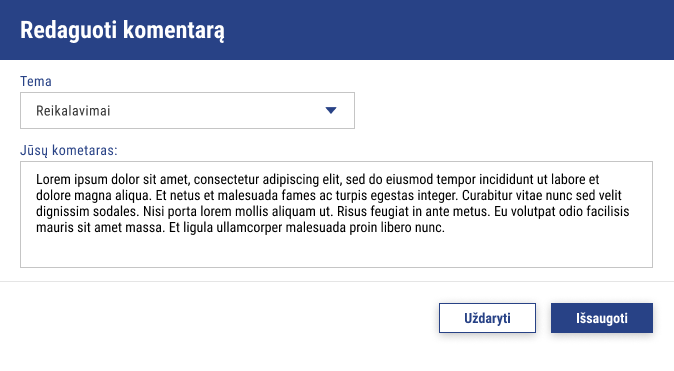 Redaguoti komentarą
Tema
Reikalavimai
Jūsų kometaras:
Lorem ipsum dolor sit amet, consectetur adipiscing elit, sed do eiusmod tempor incididunt ut labore et
dolore magna aliqua. Et netus et malesuada fames ac turpis egestas integer. Curabitur vitae nunc sed velit
dignissim sodales. Nisi porta lorem mollis aliquam ut. Risus feugiat in ante metus. Eu volutpat odio facilisis
mauris sit amet massa. Et ligula ullamcorper malesuada proin libero nunc.
Uždaryti
Išsaugoti